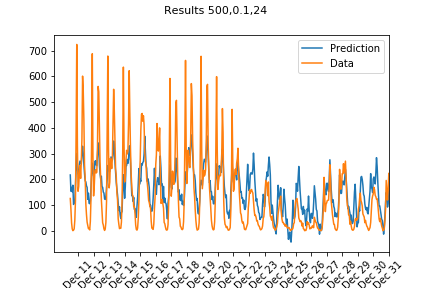 Results 500,0.1,24
Prediction
Data
700
600
500
400
300
200
100
0
Dec 11
Dec 12
Dec 13
Dec 14
Dec 15
Dec 16
Dec 17
Dec 18
Dec 19
Dec 20
Dec 21
Dec 22
Dec 23
Dec 24
Dec 25
Dec 26
Dec 27
Dec 28
Dec 29
Dec 30
Dec 31